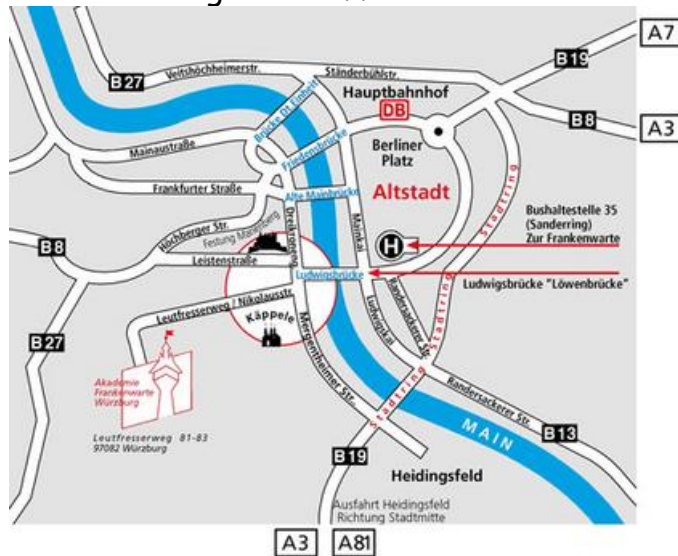 A7
B19
Veitshöchheimerstr.
Ständerbühlstr.
B27
Hauptbahnhof
DB
B8
A3
Brücke Dt. Einheit
Friedensbrücke
Berliner
Platz
Mainaustraße
Frankfurter Straße
Alte Mainbrücke
Altstadt
Stadtring
Höchberger Str.
Festung Marienberg
Dreikronenstr.
Mainkai
Bushaltestelle 35
(Sanderring)
Zur Frankenwarte
H
B8
Leistenstraße
Ludwigsbrücke
Ludwigsbrücke "Löwenbrücke"
Leutfresserweg / Nikolausstr.
Käppele
Ludwigskai
Randersackerer Str.
Stadtring
B27
Mergentheimer Str.
Akademie
Frankenwarte
Würzburg
Leutfresserweg 81-83
97082 Würzburg
Stadtring
Randersackerer Str.
MAIN
B13
B19
Heidingsfeld
Ausfahrt Heidingsfeld
Richtung Stadtmitte
A3
A81